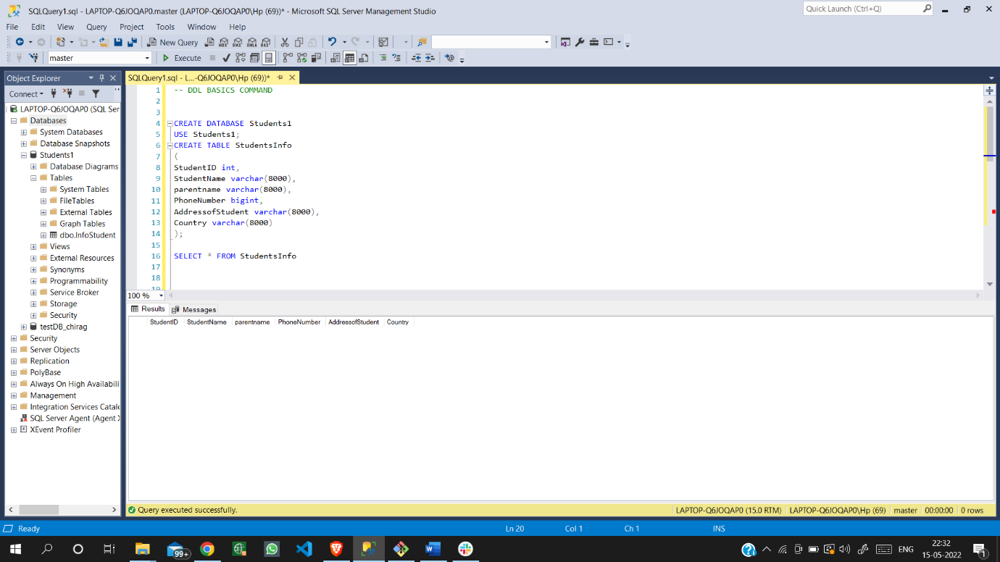 SQLQuery1.sql - LAPTOP-Q6JOQAP0.master (LAPTOP-Q6JOQAP0\Hp (69))* - Microsoft SQL Server Management Studio
Quick Launch (Ctrl+Q)
File Edit View Query Project Tools Window Help
New Query
MDX DMX XMLA DAX
master
Execute
Object Explorer
SQLQuery1.sql - L...-Q6JOQAP0\Hp (69))*
Connect
LAPTOP-Q6JOQAP0 (SQL Ser
Databases
System Databases
Database Snapshots
Students1
Database Diagrams
Tables
System Tables
FileTables
External Tables
Graph Tables
dbo.InfoStudent
Views
External Resources
Synonyms
Programmability
Service Broker
Storage
Security
testDB_chirag
Security
Server Objects
Replication
PolyBase
Always On High Availabili
Management
Integration Services Catalo
SQL Server Agent (Agent X
XEvent Profiler
1 -- DDL BASICS COMMAND
2
3
4 CREATE DATABASE Students1
5 USE Students1;
6 CREATE TABLE StudentsInfo
7 (
8 StudentID int,
9 StudentName varchar(8000),
10 parentname varchar(8000),
11 PhoneNumber bigint,
12 AddressofStudent varchar(8000),
13 Country varchar(8000)
14 );
15
16 SELECT * FROM StudentsInfo
17
18
19
100 %
Results Messages
StudentID StudentName parentname PhoneNumber AddressofStudent Country
Query executed successfully. LAPTOP-Q6JOQAP0 (15.0 RTM) LAPTOP-Q6JOQAP0\Hp (69) master 00:00:00 0 rows
Ready Ln 20 Col 1 Ch 1 INS
99+
ENG
22:32
15-05-2022
1